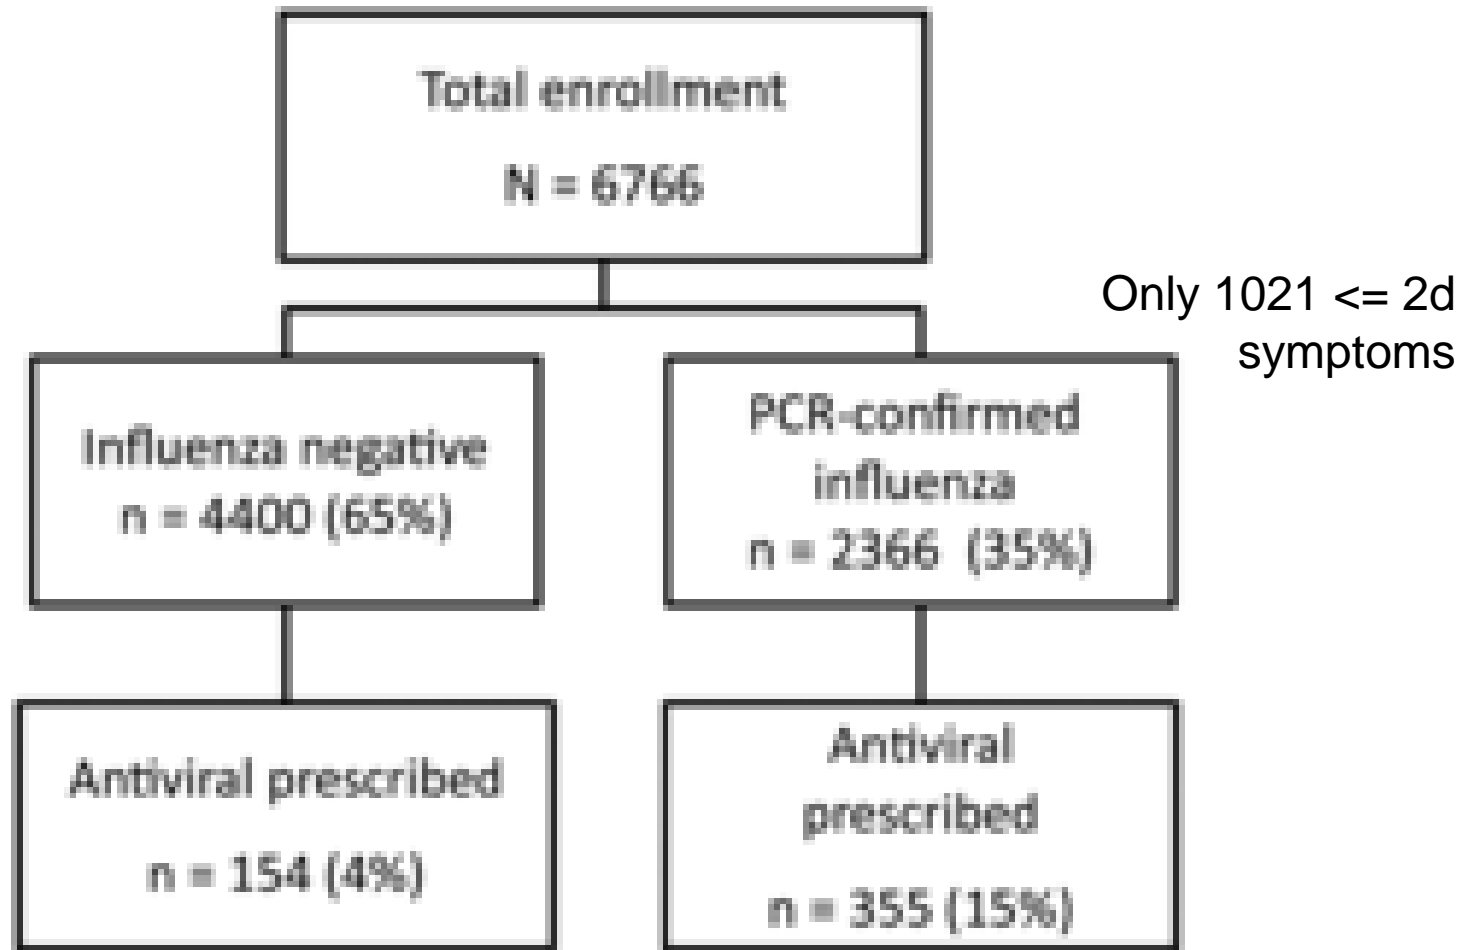 Total enrollment
N = 6766
Only 1021 <= 2d
symptoms
Influenza negative
n = 4400 (65%)
PCR-confirmed
influenza
n = 2366 (35%)
Antiviral prescribed
n = 154 (4%)
Antiviral
prescribed
n = 355 (15%)